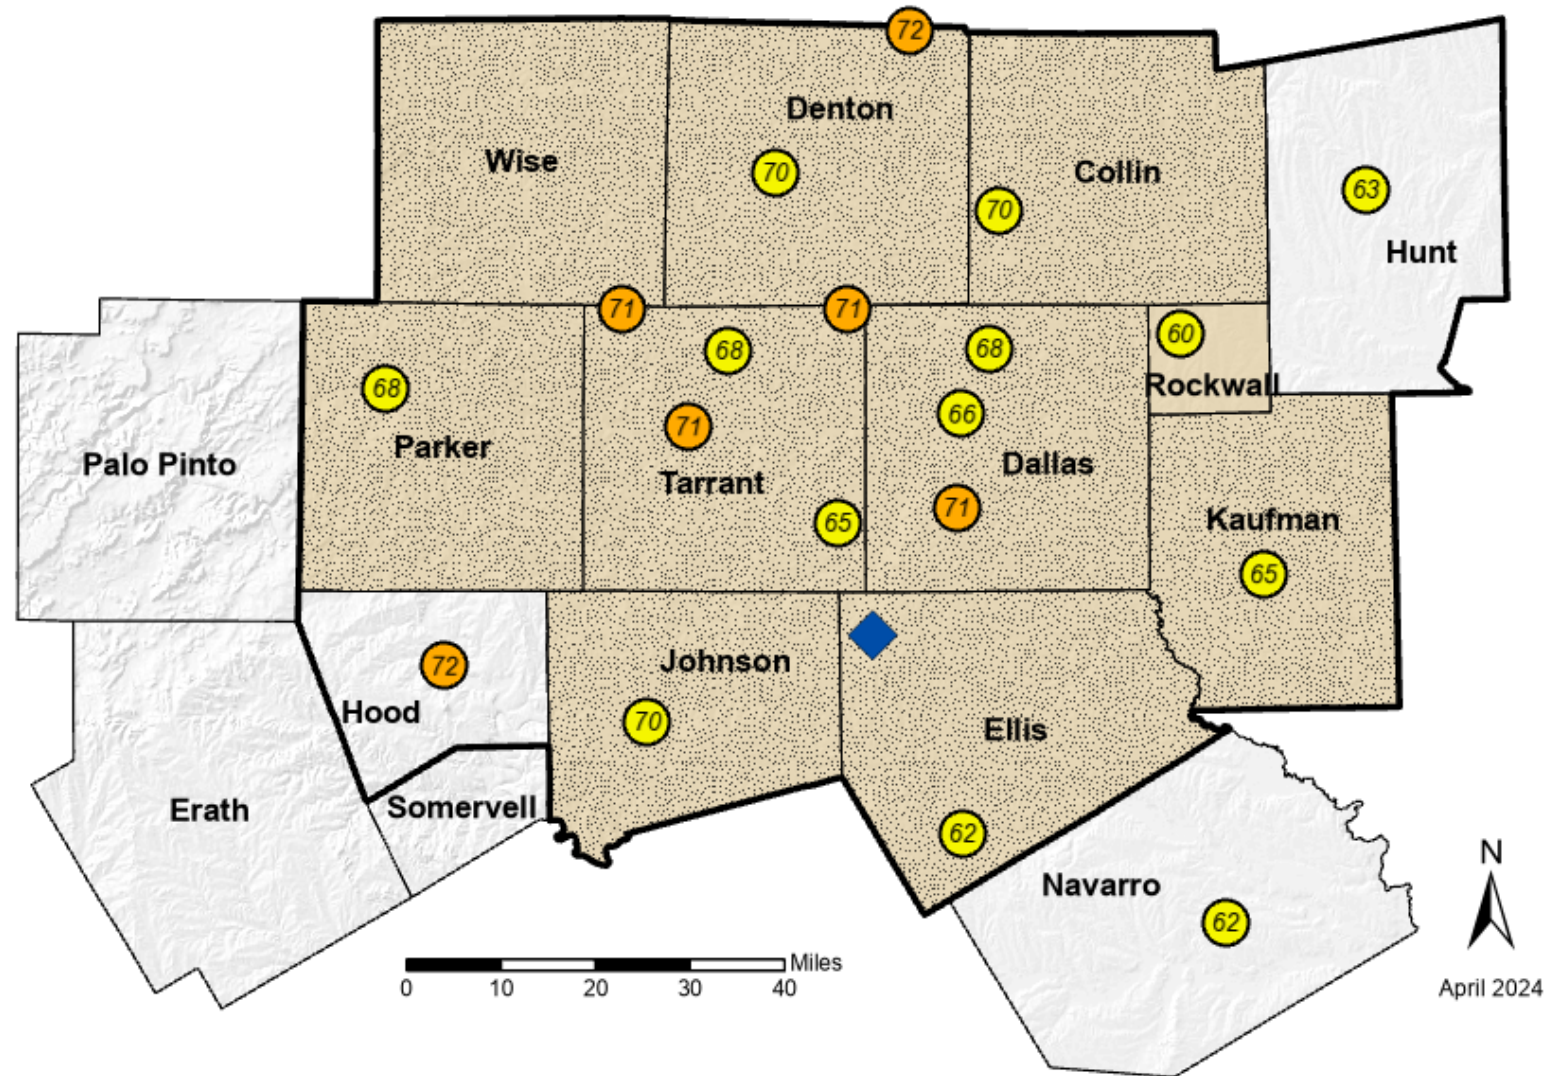 72
Denton
Wise
70
Collin
70
63
Hunt
71
71
68
68
60
Rockwall
68
66
71
Parker
Palo Pinto
Tarrant
Dallas
71
65
Kaufman
65
Johnson
72
Hood
70
Ellis
Erath
Somervell
62
Navarro
62
N
Miles
0 10 20 30 40
April 2024